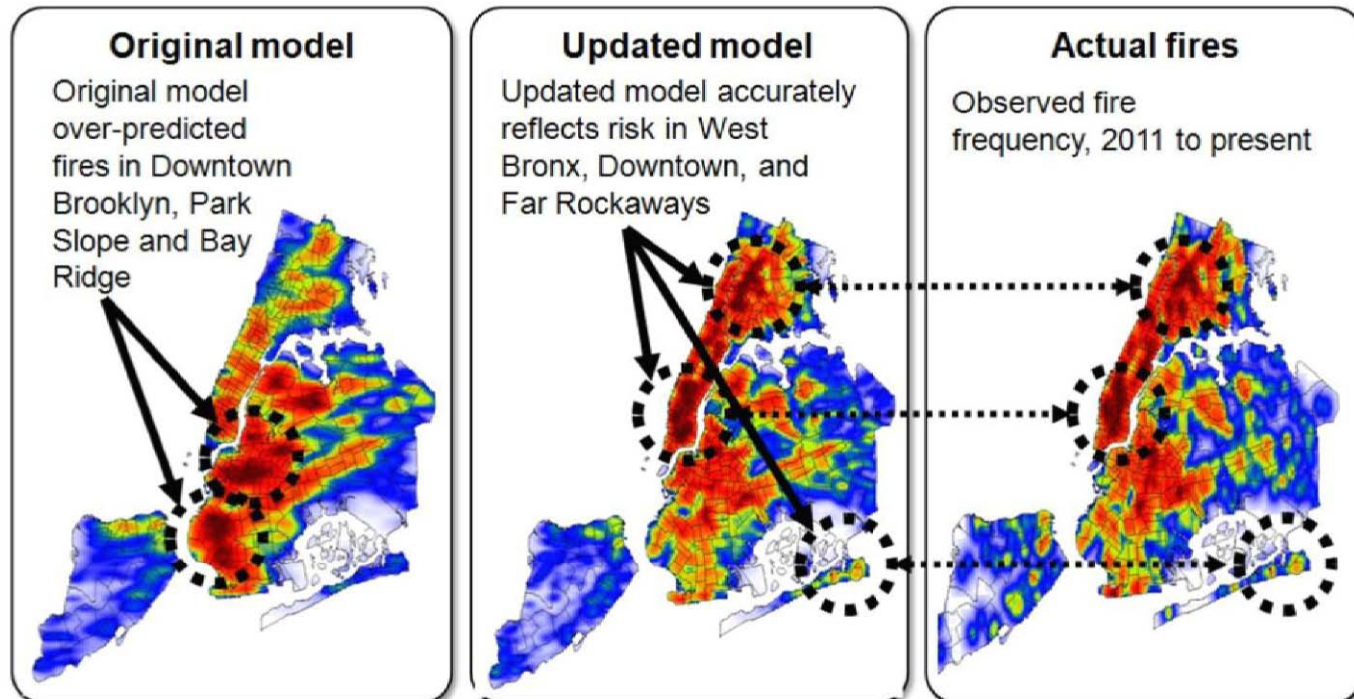 Original model
Original model
over-predicted
fires in Downtown
Brooklyn, Park
Slope and Bay
Ridge
Updated model
Updated model accurately
reflects risk in West
Bronx, Downtown, and
Far Rockaways
Actual fires
Observed fire
frequency, 2011 to present